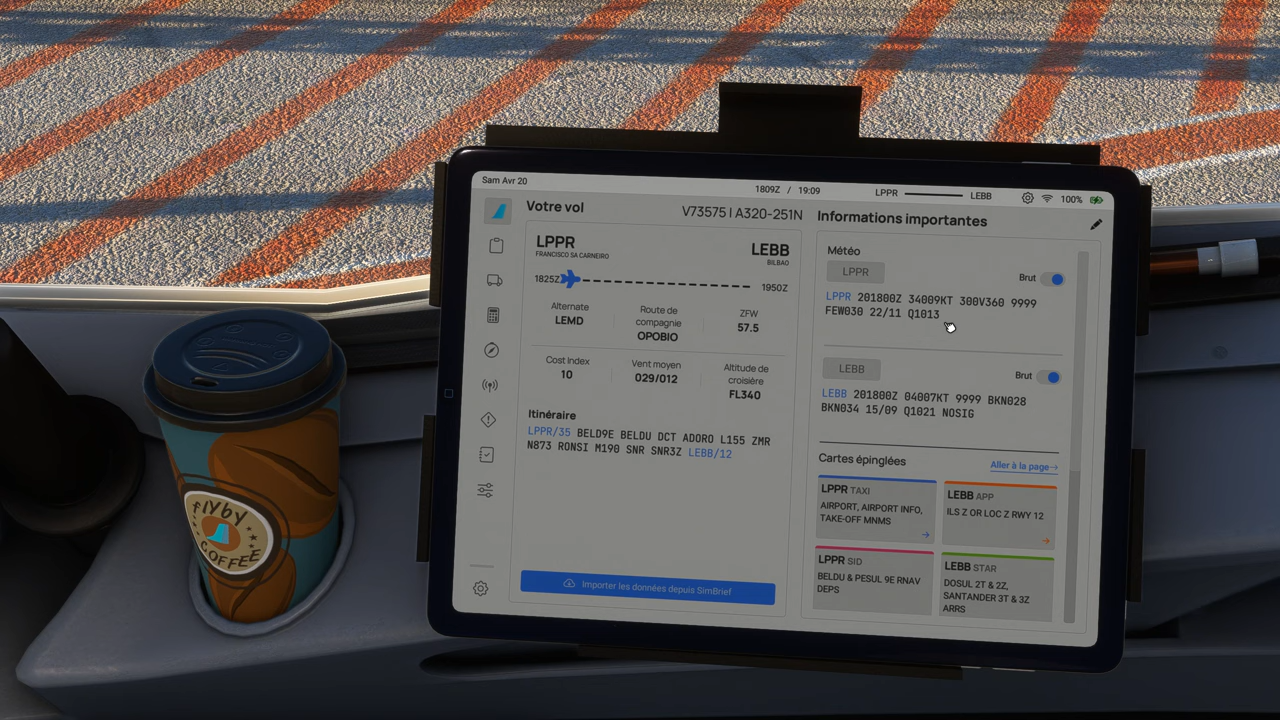 Sam Avr 20
1809Z / 19:09
LPPR
LEBB
100%
Votre vol
V73575 | A320-251N
LPPR
FRANCISCO SA CARNEIRO
LEBB
BILBAO
1825Z
1950Z
Alternate
LEMD
Route de
compagnie
OPOBIO
ZFW
57.5
Cost Index
10
Vent moyen
029/012
Altitude de
croisière
FL340
Itinéraire
LPPR/35 BELD9E BELDU DCT ADORO L155 ZMR
N873 RONSI M190 SNR SNR3Z LEBB/12
Importer les données depuis SimBrief
Informations importantes
Météo
LPPR
Brut
LPPR 201800Z 34009KT 300V360 9999
FEW030 22/11 Q1013
LEBB
Brut
LEBB 201800Z 04007KT 9999 BKN028
BKN034 15/09 Q1021 NOSIG
Cartes épinglées
Aller à la page→
LPPR TAXI
AIRPORT, AIRPORT INFO,
TAKE-OFF MNMS
LEBB APP
ILS Z OR LOC Z RWY 12
LPPR SID
BELDU & PESUL 9E RNAV
DEPS
LEBB STAR
DOSUL 2T & 2Z,
SANTANDER 3T & 3Z
ARRS
flyby
COFFEE